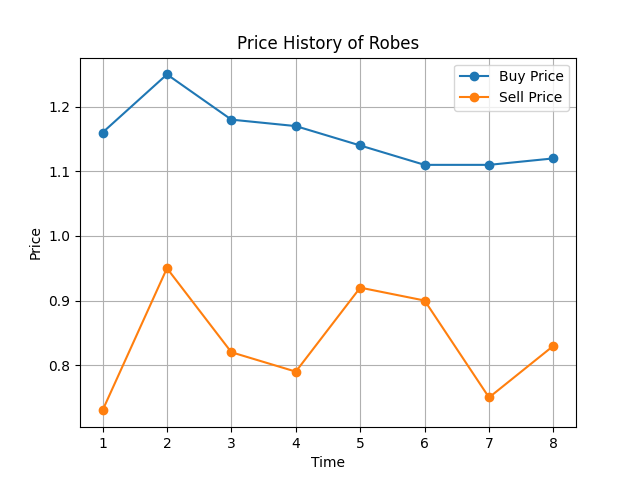 Price History of Robes
Buy Price
Sell Price
1.2
1.1
1.0
0.9
0.8
Price
1 2 3 4 5 6 7 8
Time